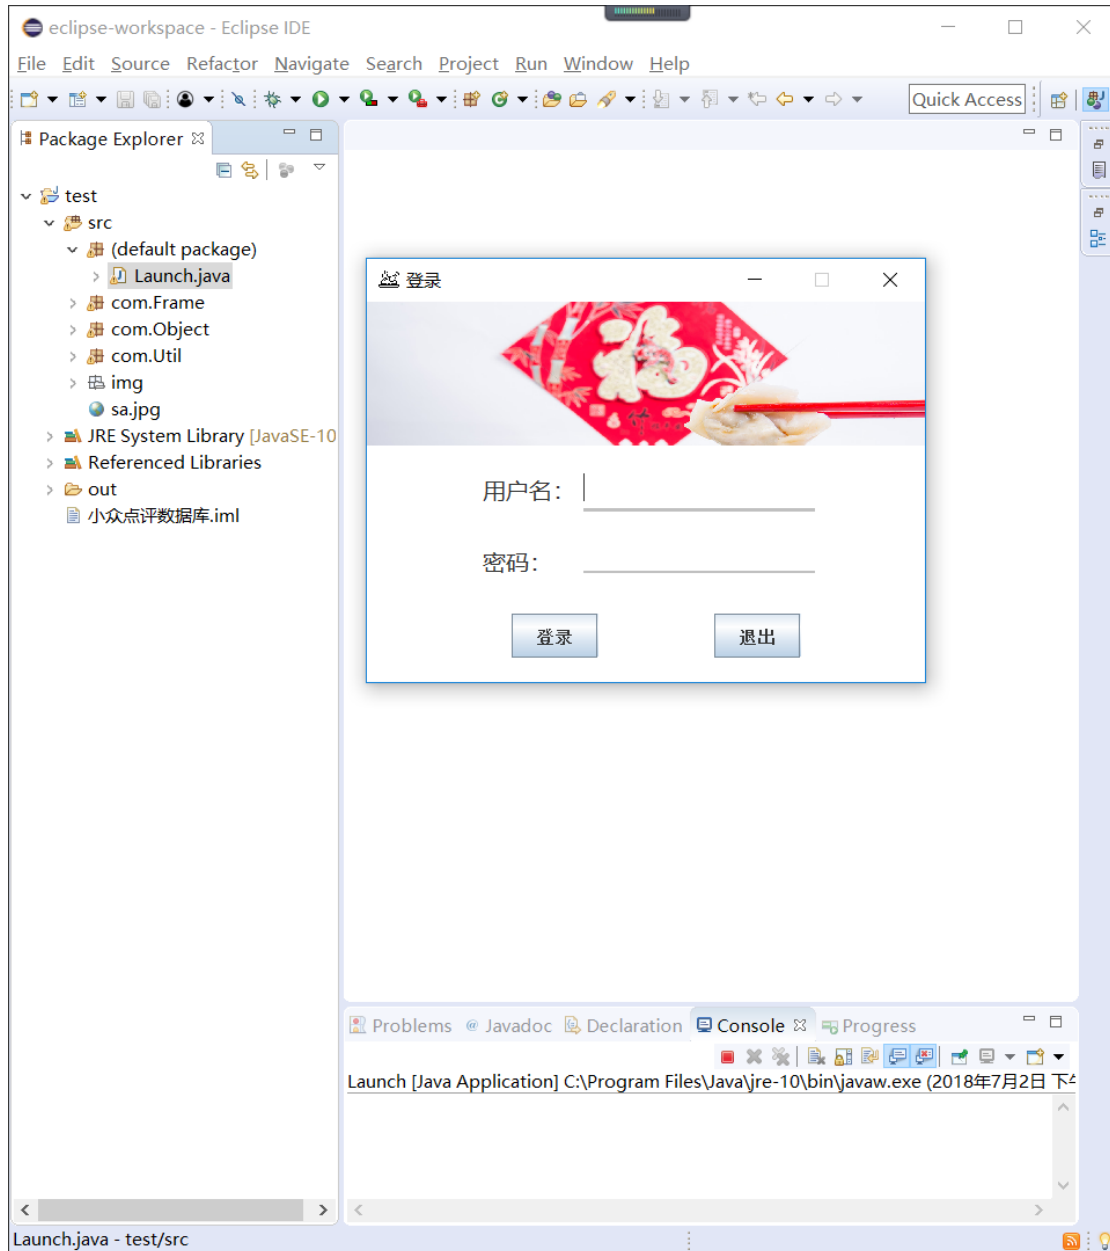 eclipse-workspace - Eclipse IDE
File Edit Source Refactor Navigate Search Project Run Window Help
Quick Access
Package Explorer
test
src
(default package)
Launch.java
com.Frame
com.Object
com.Util
img
sa.jpg
JRE System Library [JavaSE-10
Referenced Libraries
out
小众点评数据库.iml
登录
福
用户名：
密码：
登录 退出
Problems @ Javadoc Declaration Console Progress
Launch [Java Application] C:\Program Files\Java\jre-10\bin\javaw.exe (2018年7月2日 下午
Launch.java - test/src